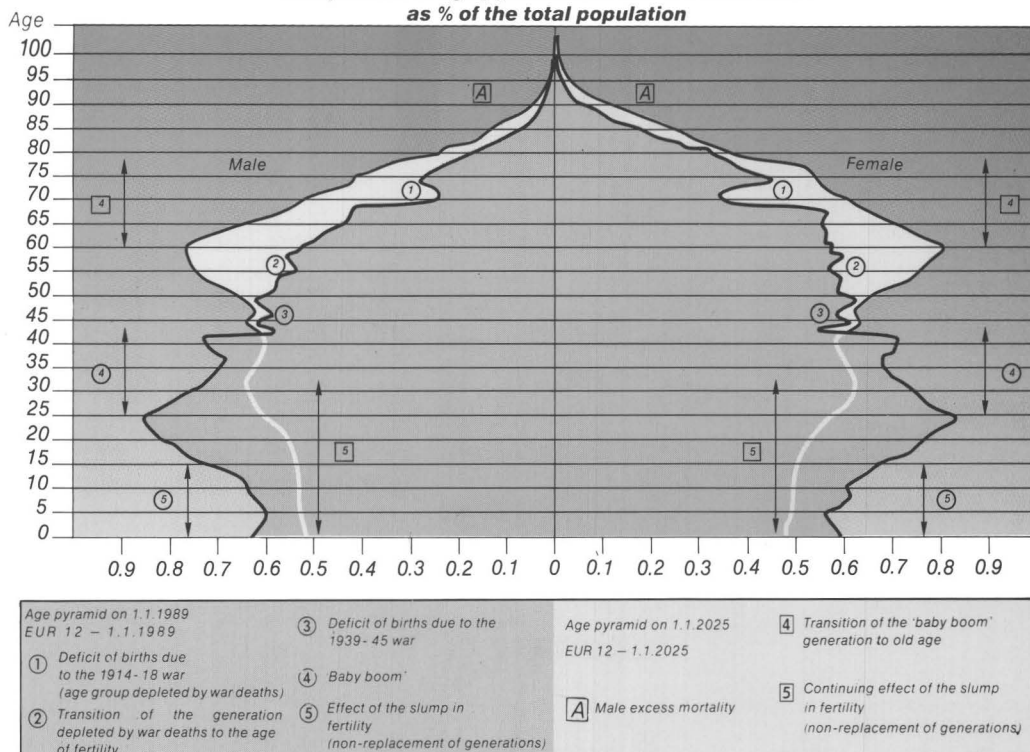 as % of the total population
Age
100
95
90
85
80
75
70
65
60
55
50
45
40
35
30
25
20
15
10
5
0
A
A
Male
Female
1
1
4
4
2
2
3
3
4
4
5
5
5
5
0.9 0.8 0.7 0.6 0.5 0.4 0.3 0.2 0.1 0 0.1 0.2 0.3 0.4 0.5 0.6 0.7 0.8 0.9
Age pyramid on 1.1.1989
EUR 12 – 1.1.1989
1 Deficit of births due
to the 1914-18 war
(age group depleted by war deaths)
2 Transition of the generation
depleted by war deaths to the age
of fertility
3 Deficit of births due to the
1939-45 war
4 Baby boom'
5 Effect of the slump in
fertility
(non-replacement of generations)
Age pyramid on 1.1.2025
EUR 12 – 1.1.2025
A Male excess mortality
4 Transition of the 'baby boom'
generation to old age
5 Continuing effect of the slump
in fertility
(non-replacement of generations)